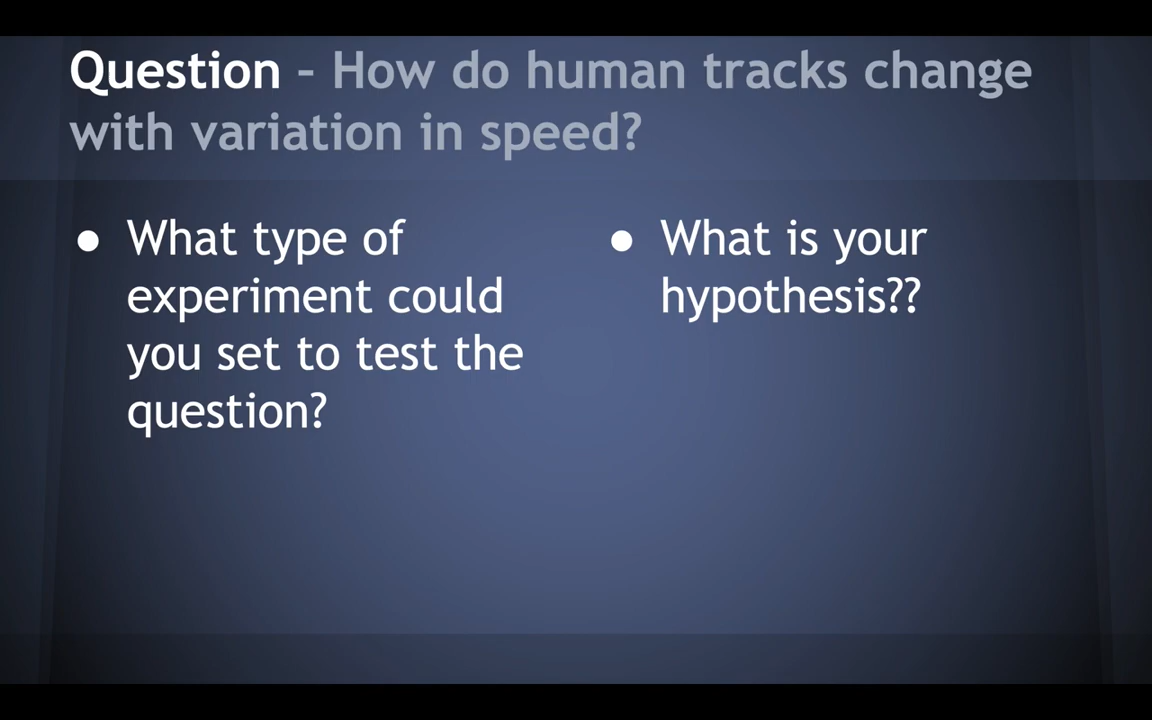 Question – How do human tracks change
with variation in speed?
● What type of
experiment could
you set to test the
question?
● What is your
hypothesis??